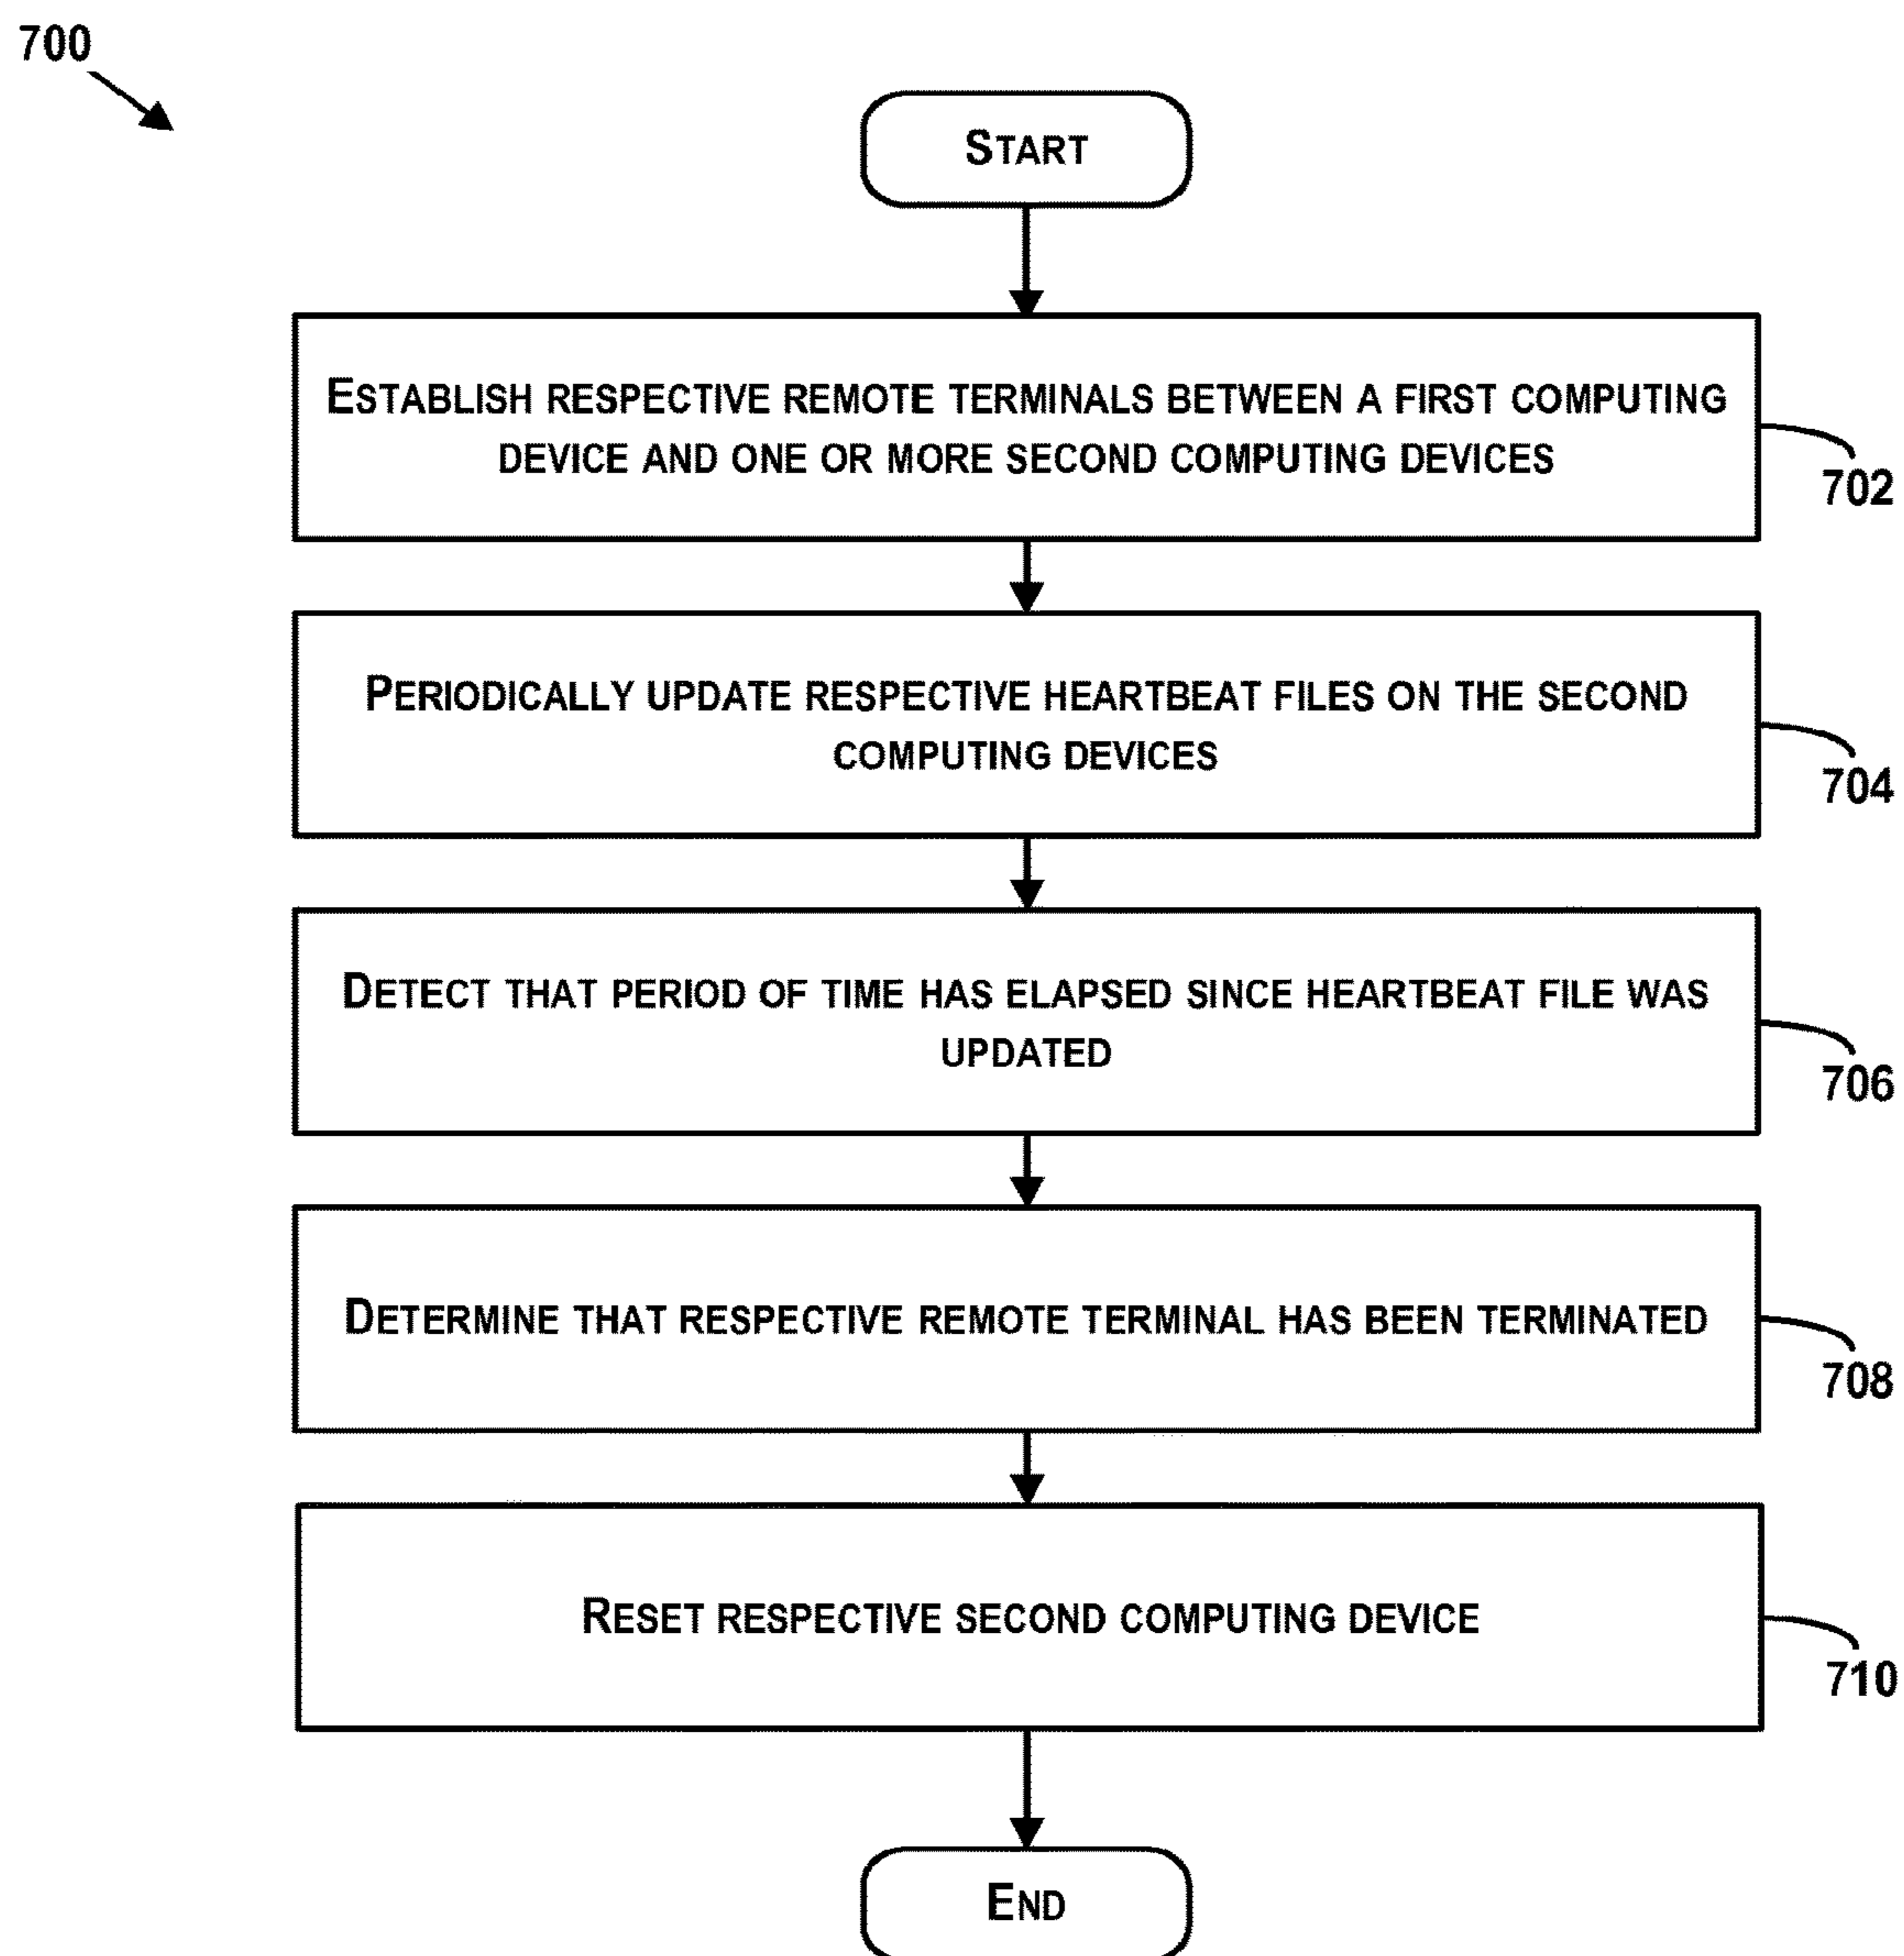 700
START
ESTABLISH RESPECTIVE REMOTE TERMINALS BETWEEN A FIRST COMPUTING
DEVICE AND ONE OR MORE SECOND COMPUTING DEVICES
702
PERIODICALLY UPDATE RESPECTIVE HEARTBEAT FILES ON THE SECOND
COMPUTING DEVICES
704
DETECT THAT PERIOD OF TIME HAS ELAPSED SINCE HEARTBEAT FILE WAS
UPDATED
706
DETERMINE THAT RESPECTIVE REMOTE TERMINAL HAS BEEN TERMINATED
708
RESET RESPECTIVE SECOND COMPUTING DEVICE
710
END